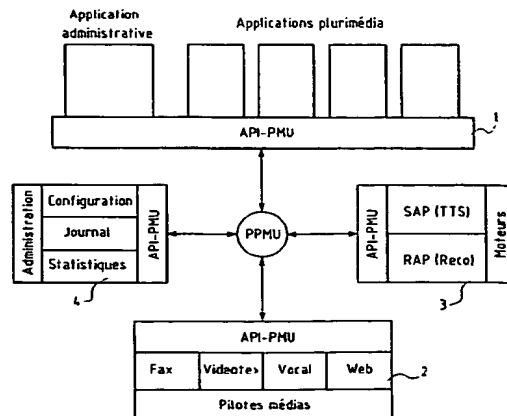 Application
administrative
Applications plurimédia
API-PMU
1
Administration
Configuration
Journal
Statistiques
API-PMU
4
PPMU
API-PMU
SAP (TTS)
RAP (Reco)
Moteurs
3
API-PMU
Fax
Videotex
Vocal
Web
2
Pilotes médias